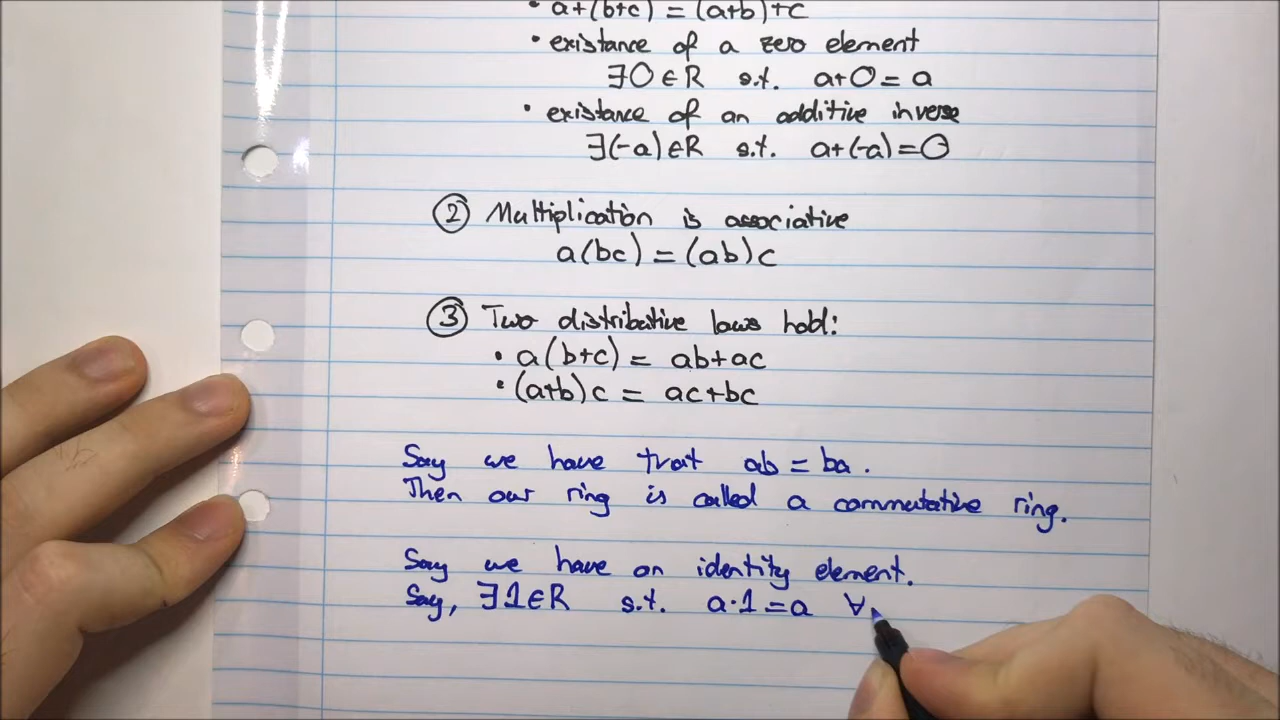 • a+(b+c) = (a+b)+c
• existance of a zero element
∃0∈R s.t. a+0=a
• existance of an additive inverse
∃(-a)∈R s.t. a+(-a)=0
② Multiplication is associative
a(bc)=(ab)c
③ Two distributive laws hold:
• a(b+c) = ab+ac
• (a+b)c = ac+bc
Say we have that ab = ba.
Then our ring is called a commutative ring.
Say we have an identity element.
Say, ∃1∈R s.t. a·1=a ∀